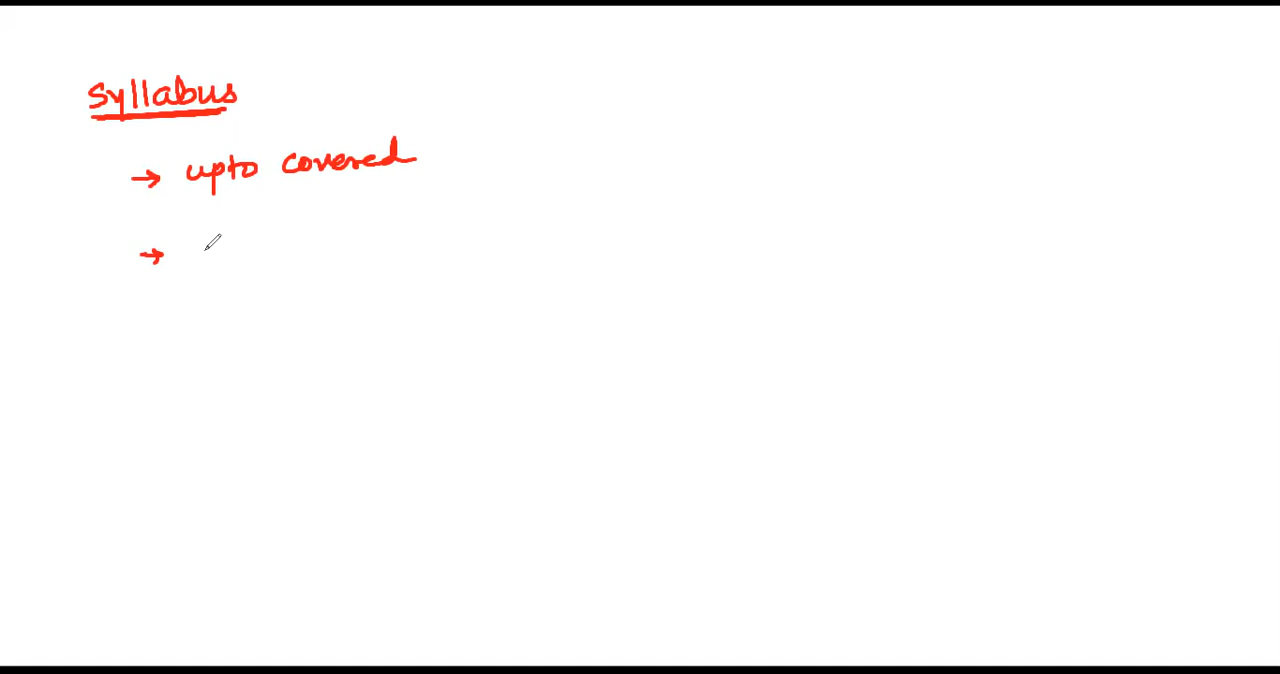 Syllabus
→ upto covered
→